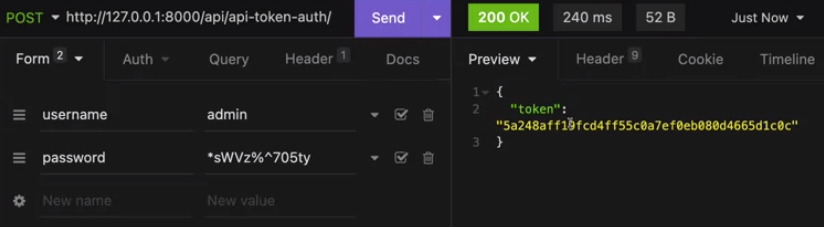 POST http://127.0.0.1:8000/api/api-token-auth/ Send 200 OK 240 ms 52 B Just Now
Form 2 Auth Query Header 1 Docs Preview Header 9 Cookie Timeline
1 {
username admin
2 "token":
"5a248aff19fcd4ff55c0a7ef0eb080d4665d1c0c"
3 }
password *sWVz%^705ty
New name New value